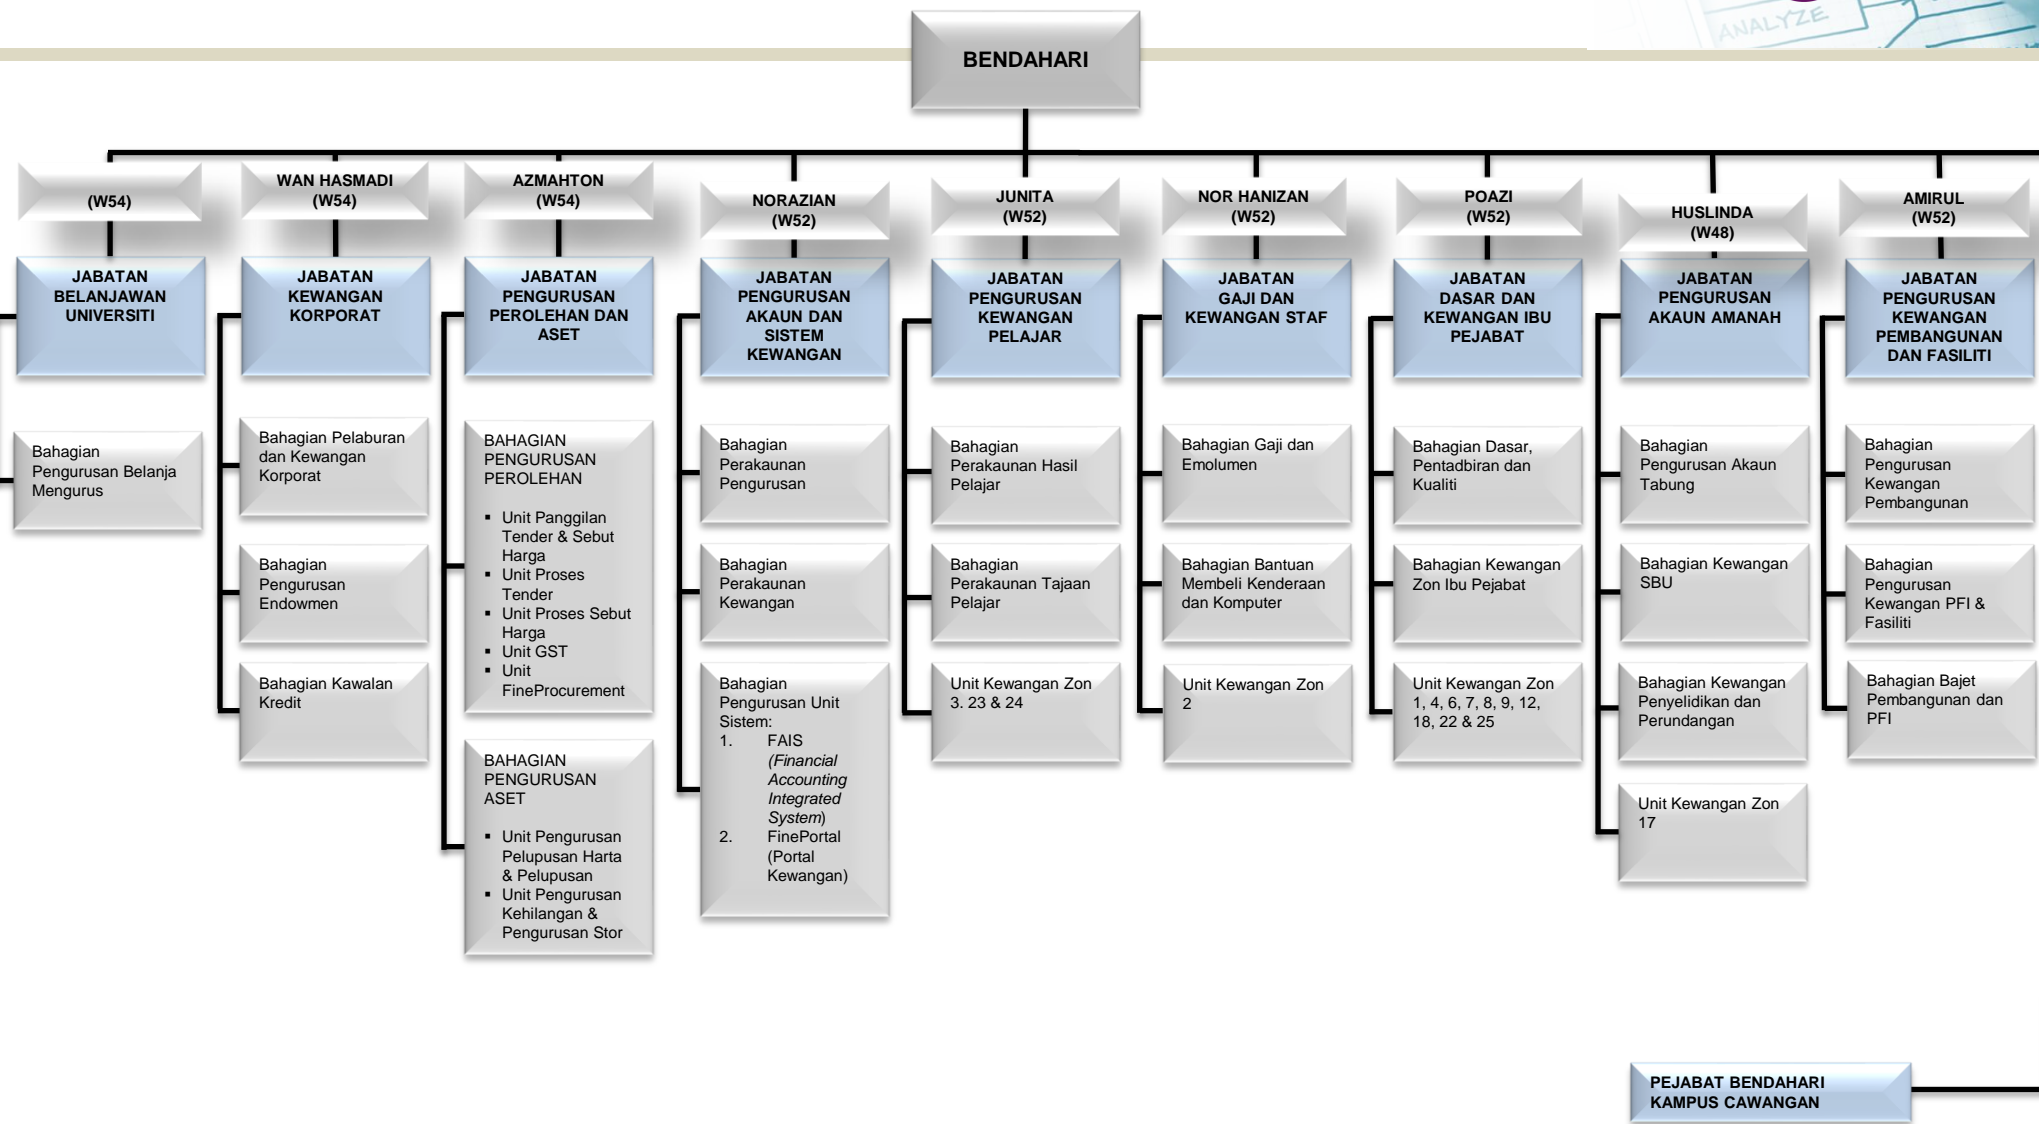 ANALYZE
BENDAHARI
(W54)
JABATAN
BELANJAWAN
UNIVERSITI
Bahagian
Pengurusan Belanja
Mengurus
WAN HASMADI
(W54)
JABATAN
KEWANGAN
KORPORAT
Bahagian Pelaburan
dan Kewangan
Korporat
Bahagian
Pengurusan
Endowmen
Bahagian Kawalan
Kredit
AZMAHTON
(W54)
JABATAN
PENGURUSAN
PEROLEHAN DAN
ASET
BAHAGIAN
PENGURUSAN
PEROLEHAN
▪ Unit Panggilan
Tender & Sebut
Harga
▪ Unit Proses
Tender
▪ Unit Proses Sebut
Harga
▪ Unit GST
▪ Unit
FineProcurement
BAHAGIAN
PENGURUSAN
ASET
▪ Unit Pengurusan
Pelupusan Harta
& Pelupusan
▪ Unit Pengurusan
Kehilangan &
Pengurusan Stor
NORAZIAN
(W52)
JABATAN
PENGURUSAN
AKAUN DAN
SISTEM
KEWANGAN
Bahagian
Perakaunan
Pengurusan
Bahagian
Perakaunan
Kewangan
Bahagian
Pengurusan Unit
Sistem:
1. FAIS
(Financial
Accounting
Integrated
System)
2. FinePortal
(Portal
Kewangan)
JUNITA
(W52)
JABATAN
PENGURUSAN
KEWANGAN
PELAJAR
Bahagian
Perakaunan Hasil
Pelajar
Bahagian
Perakaunan Tajaan
Pelajar
Unit Kewangan Zon
3. 23 & 24
NOR HANIZAN
(W52)
JABATAN
GAJI DAN
KEWANGAN STAF
Bahagian Gaji dan
Emolumen
Bahagian Bantuan
Membeli Kenderaan
dan Komputer
Unit Kewangan Zon
2
POAZI
(W52)
JABATAN
DASAR DAN
KEWANGAN IBU
PEJABAT
Bahagian Dasar,
Pentadbiran dan
Kualiti
Bahagian Kewangan
Zon Ibu Pejabat
Unit Kewangan Zon
1, 4, 6, 7, 8, 9, 12,
18, 22 & 25
HUSLINDA
(W48)
JABATAN
PENGURUSAN
AKAUN AMANAH
Bahagian
Pengurusan Akaun
Tabung
Bahagian Kewangan
SBU
Bahagian Kewangan
Penyelidikan dan
Perundangan
Unit Kewangan Zon
17
AMIRUL
(W52)
JABATAN
PENGURUSAN
KEWANGAN
PEMBANGUNAN
DAN FASILITI
Bahagian
Pengurusan
Kewangan
Pembangunan
Bahagian
Pengurusan
Kewangan PFI &
Fasiliti
Bahagian Bajet
Pembangunan dan
PFI
PEJABAT BENDAHARI
KAMPUS CAWANGAN